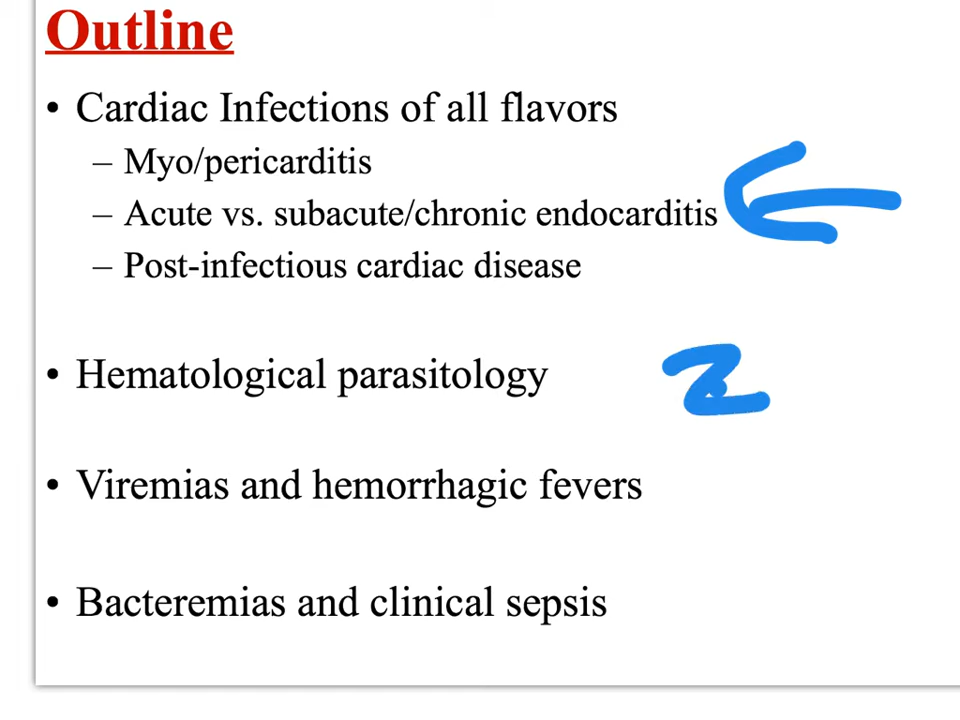 Outline
• Cardiac Infections of all flavors
– Myo/pericarditis
– Acute vs. subacute/chronic endocarditis
– Post-infectious cardiac disease
• Hematological parasitology
• Viremias and hemorrhagic fevers
• Bacteremias and clinical sepsis